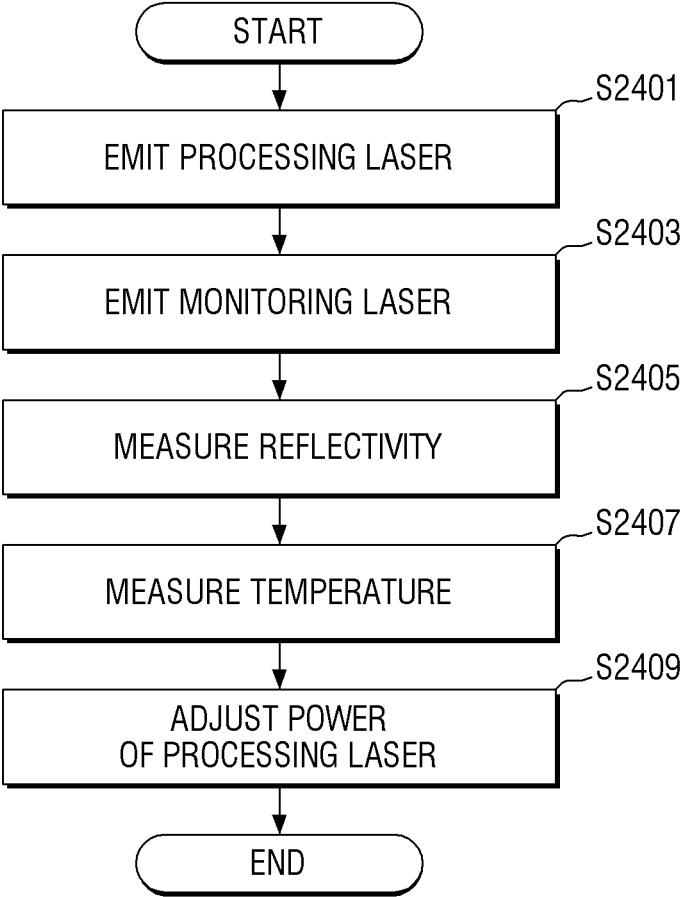 START
S2401
EMIT PROCESSING LASER
S2403
EMIT MONITORING LASER
S2405
MEASURE REFLECTIVITY
S2407
MEASURE TEMPERATURE
S2409
ADJUST POWER
OF PROCESSING LASER
END